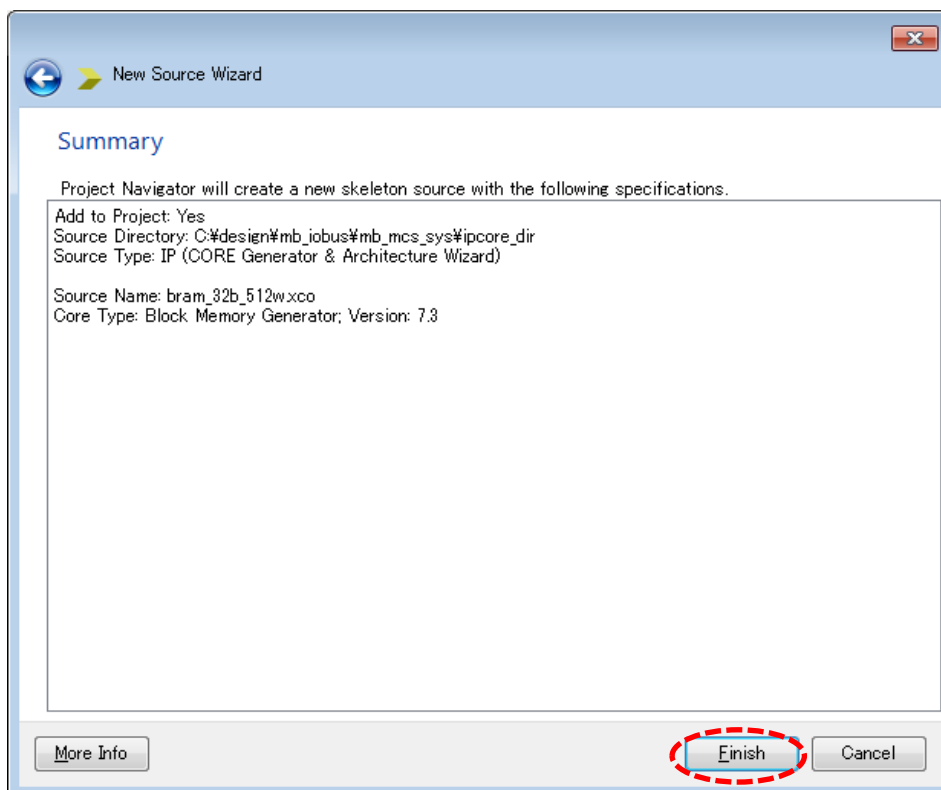 New Source Wizard
Summary
Project Navigator will create a new skeleton source with the following specifications.
Add to Project: Yes
Source Directory: C:¥design¥mb_iobus¥mb_mcs_sys¥ipcore_dir
Source Type: IP (CORE Generator & Architecture Wizard)
Source Name: bram_32b_512w.xco
Core Type: Block Memory Generator; Version: 7.3
More Info
Finish
Cancel